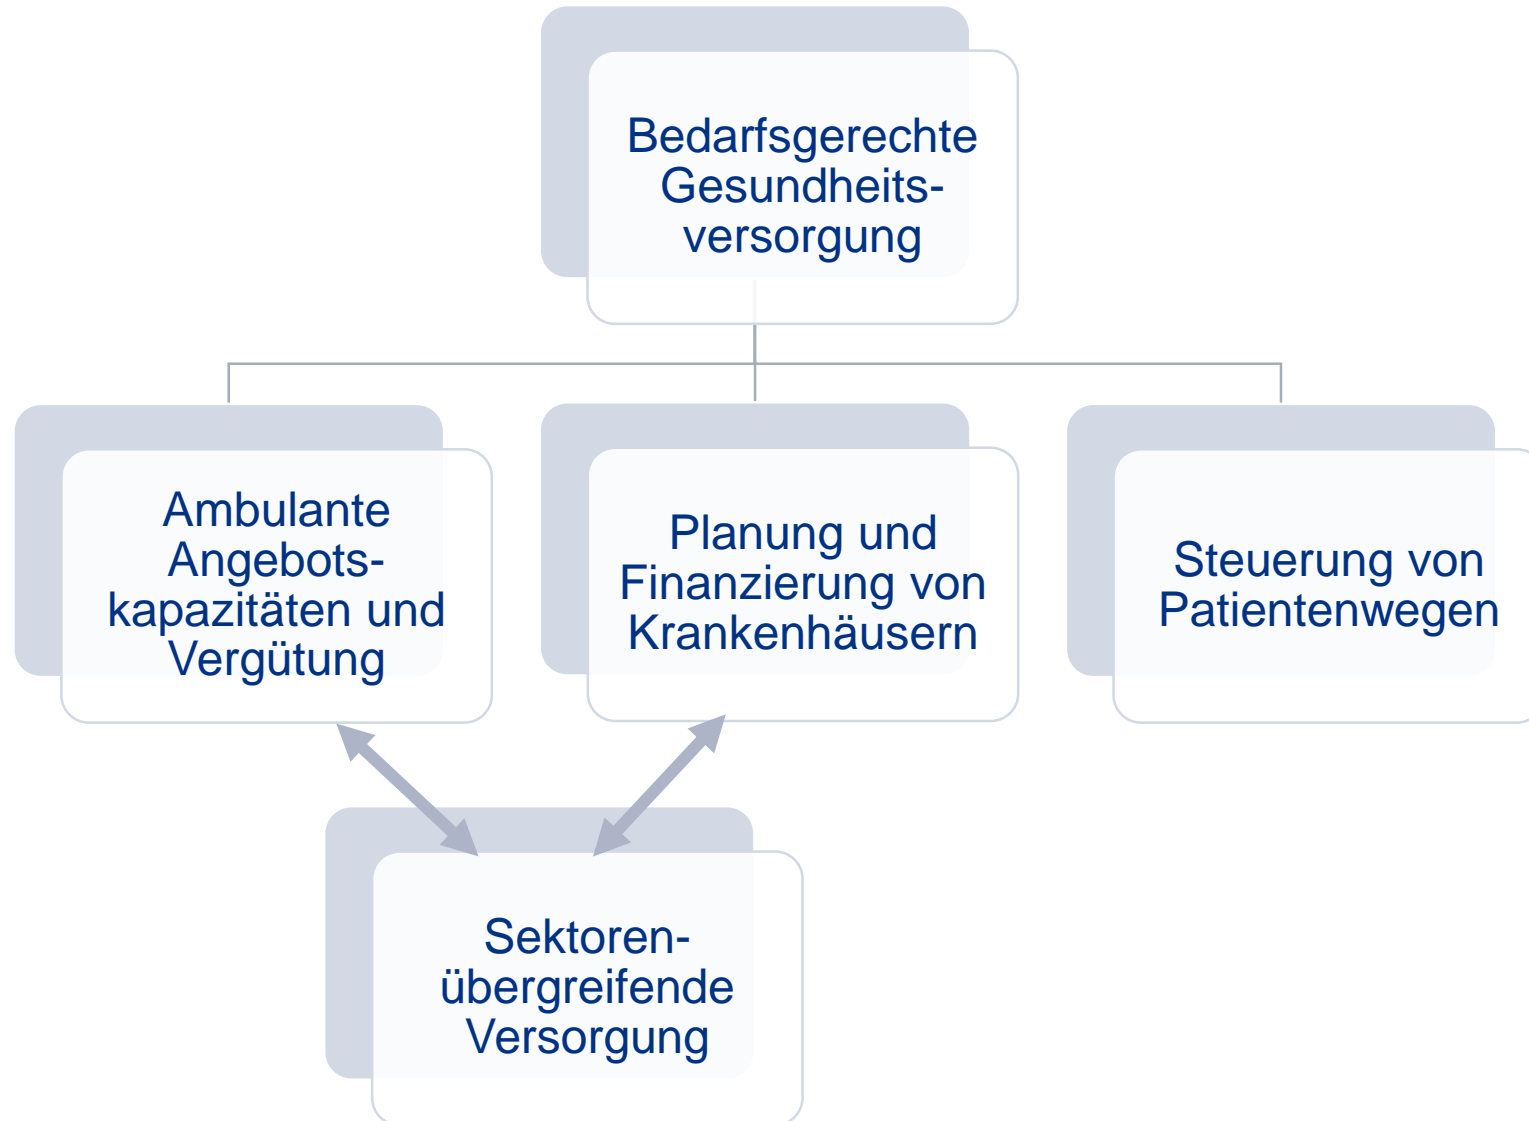 Bedarfsgerechte
Gesundheits-
versorgung
Ambulante
Angebots-
kapazitäten und
Vergütung
Planung und
Finanzierung von
Krankenhäusern
Steuerung von
Patientenwegen
Sektoren-
übergreifende
Versorgung